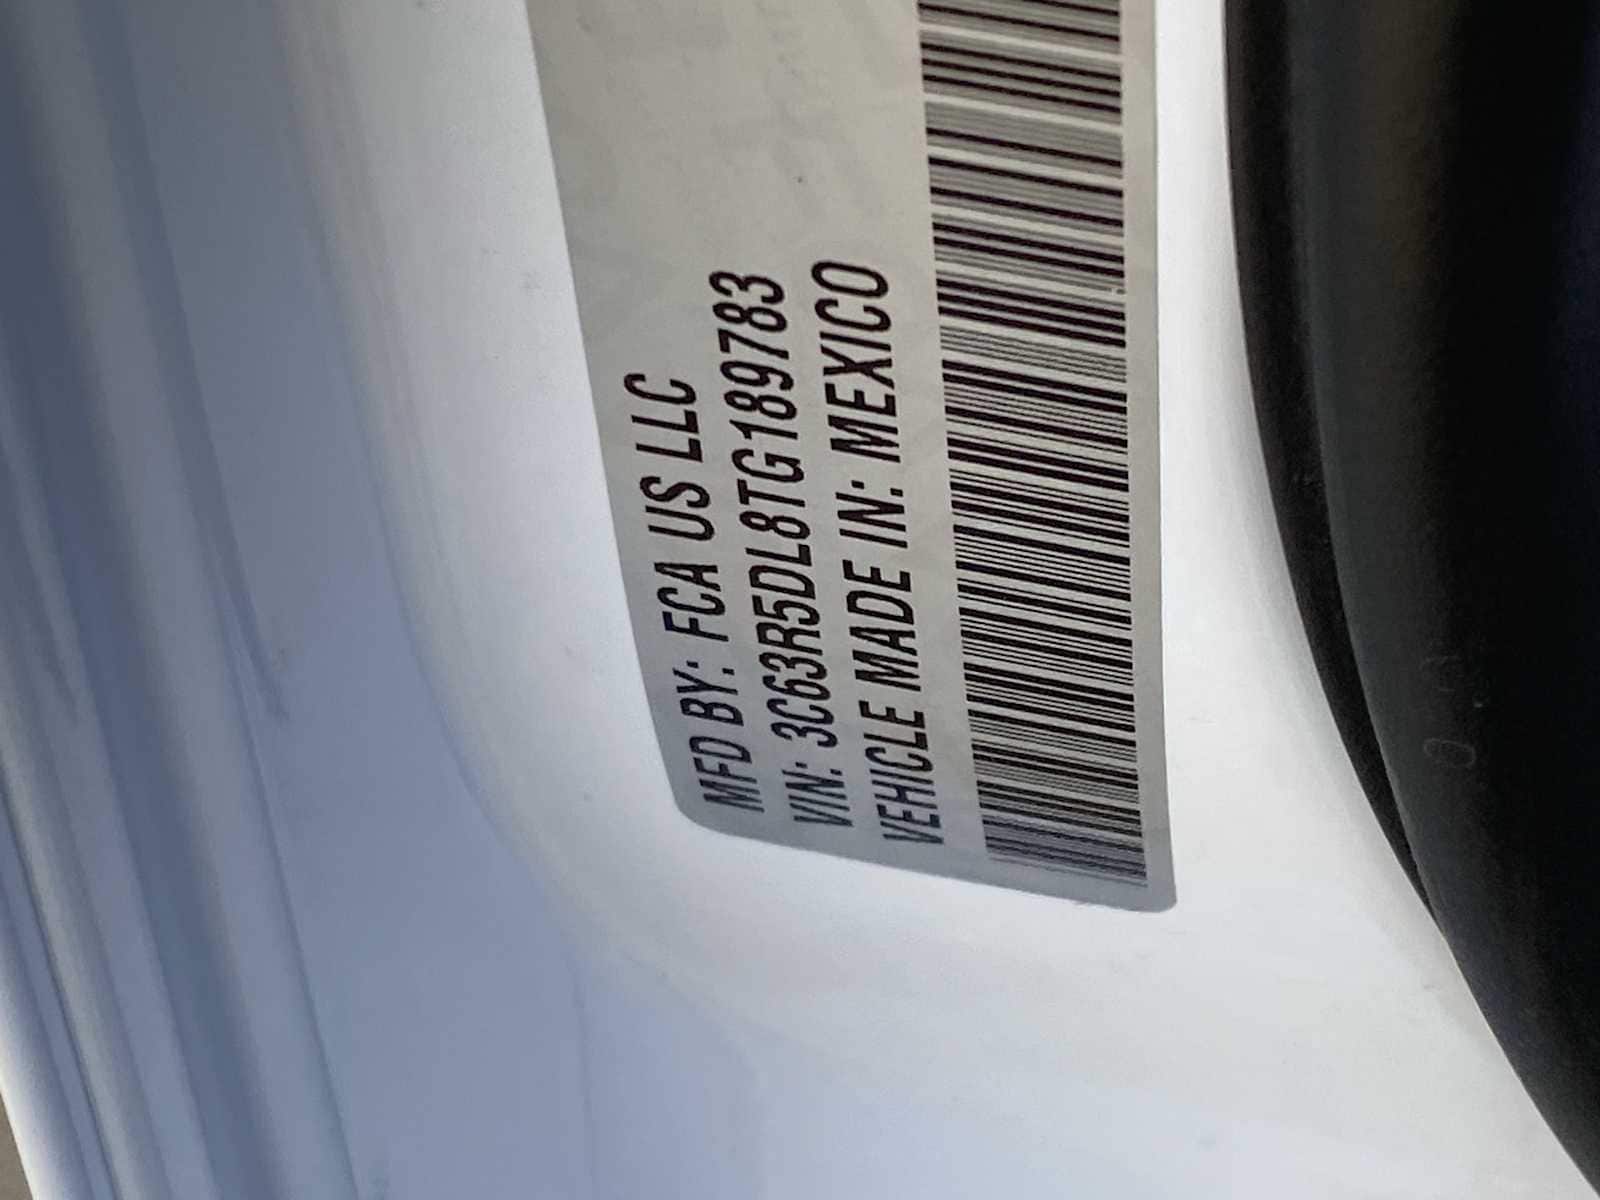 MFD BY: FCA US LLC
VIN: 3C63R5DL8TG189783
VEHICLE MADE IN: MEXICO